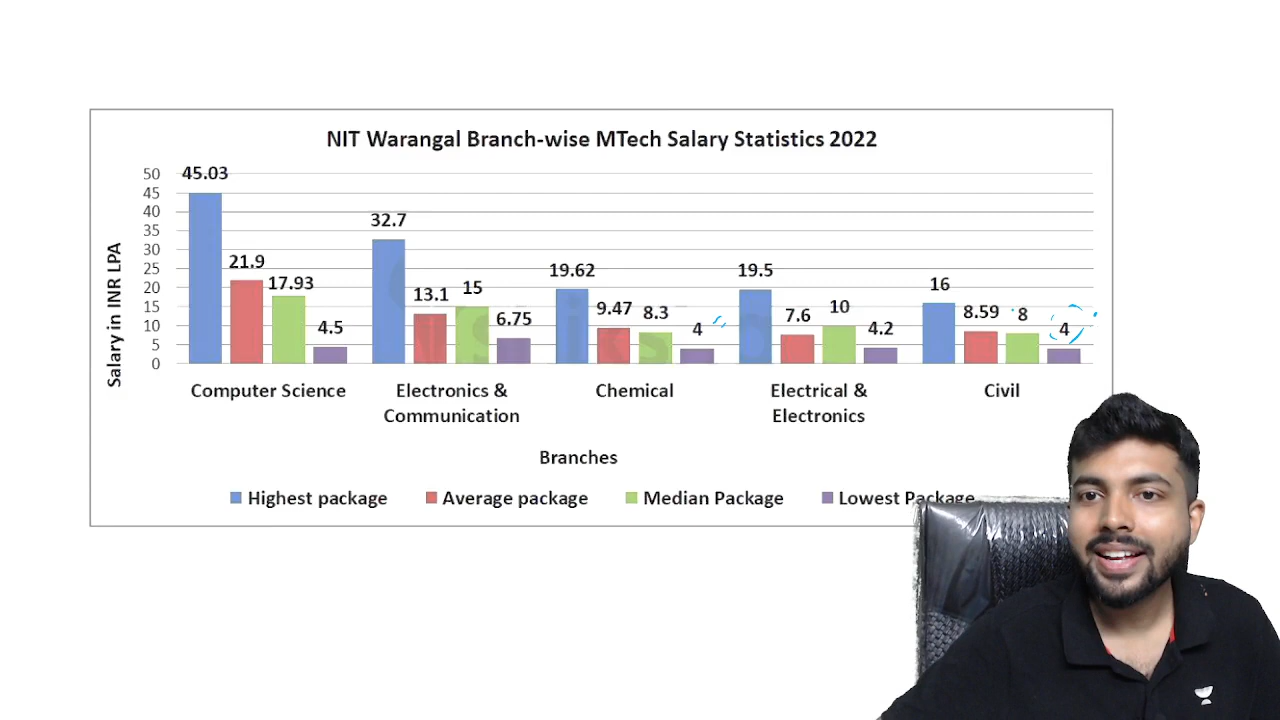 NIT Warangal Branch-wise MTech Salary Statistics 2022
Salary in INR LPA
50
45
40
35
30
25
20
15
10
5
0
45.03
21.9
17.93
4.5
32.7
13.1
15
6.75
19.62
9.47
8.3
4
19.5
7.6
10
4.2
16
8.59
8
4
Computer Science
Electronics &
Communication
Chemical
Electrical &
Electronics
Civil
Branches
Highest package Average package Median Package Lowest Package